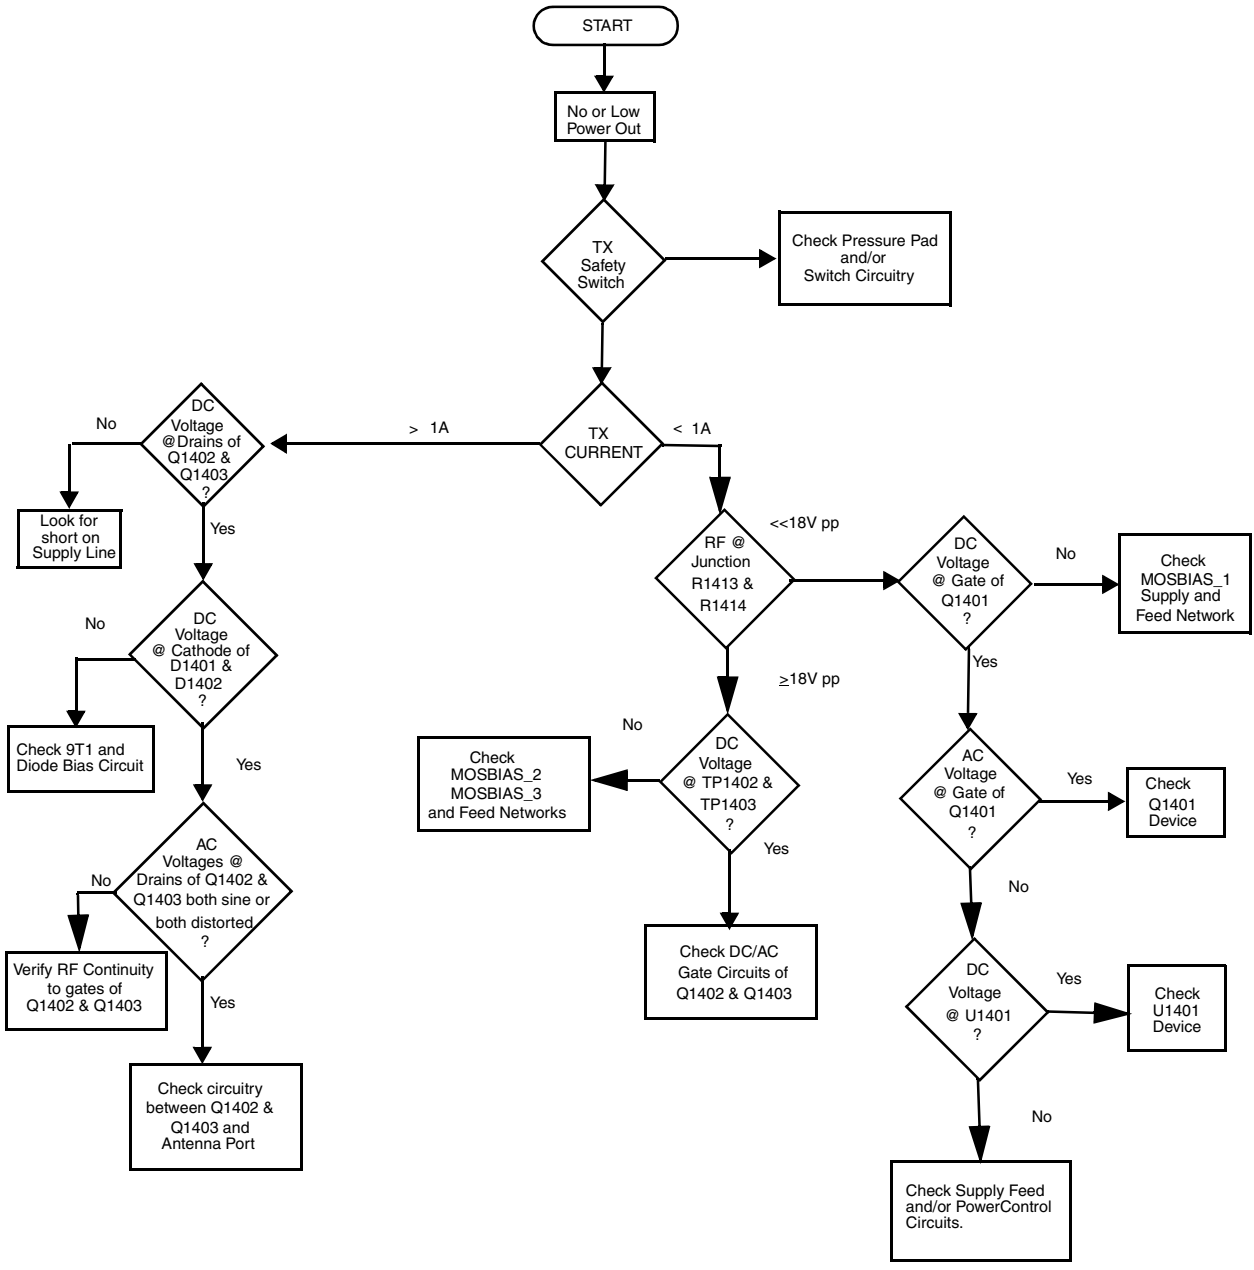 START
No or Low
Power Out
TX
Safety
Switch
Check Pressure Pad
and/or
Switch Circuitry
TX
CURRENT
> 1A
< 1A
DC
Voltage
@Drains of
Q1402 &
Q1403
?
No
Look for
short on
Supply Line
Yes
DC
Voltage
@ Cathode of
D1401 &
D1402
?
No
Check 9T1 and
Diode Bias Circuit
Yes
AC
Voltages @
Drains of Q1402 &
Q1403 both sine or
both distorted
?
No
Verify RF Continuity
to gates of
Q1402 & Q1403
Yes
Check circuitry
between Q1402 &
Q1403 and
Antenna Port
RF @
Junction
R1413 &
R1414
<<18V pp
≥18V pp
DC
Voltage
@ TP1402 &
TP1403
?
No
Check
MOSBIAS_2
MOSBIAS_3
and Feed Networks
Yes
Check DC/AC
Gate Circuits of
Q1402 & Q1403
DC
Voltage
@ Gate of
Q1401
?
No
Check
MOSBIAS_1
Supply and
Feed Network
Yes
AC
Voltage
@ Gate of
Q1401
?
Yes
Check
Q1401
Device
No
DC
Voltage
@ U1401
?
Yes
Check
U1401
Device
No
Check Supply Feed
and/or PowerControl
Circuits.